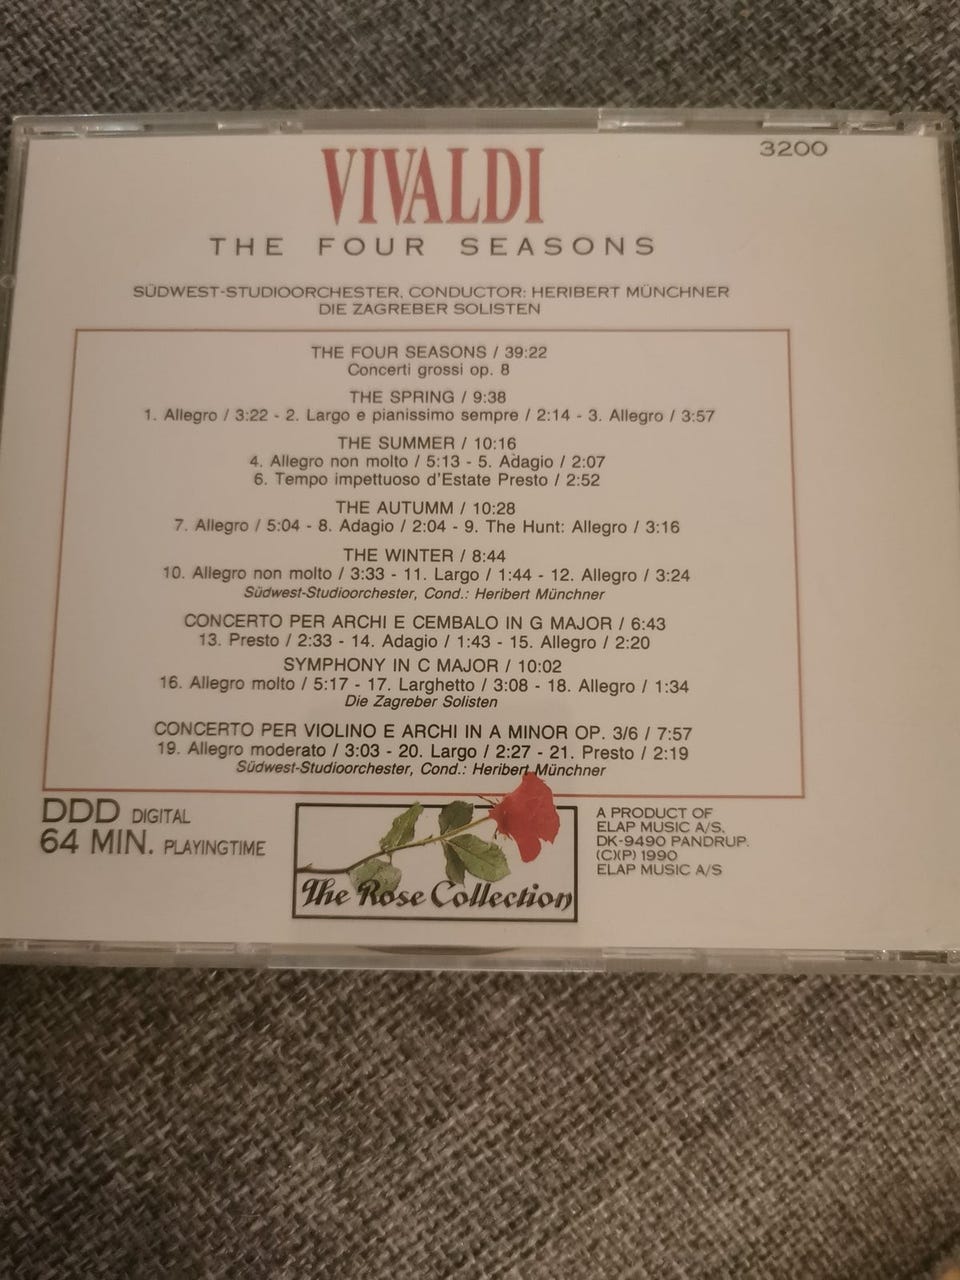 3200
VIVALDI
THE FOUR SEASONS
SÜDWEST-STUDIOORCHESTER, CONDUCTOR: HERIBERT MÜNCHNER
DIE ZAGREBER SOLISTEN
THE FOUR SEASONS / 39:22
Concerti grossi op. 8
THE SPRING / 9:38
1. Allegro / 3:22 - 2. Largo e pianissimo sempre / 2:14 - 3. Allegro / 3:57
THE SUMMER / 10:16
4. Allegro non molto / 5:13 - 5. Adagio / 2:07
6. Tempo impettuoso d'Estate Presto / 2:52
THE AUTUMM / 10:28
7. Allegro / 5:04 - 8. Adagio / 2:04 - 9. The Hunt: Allegro / 3:16
THE WINTER / 8:44
10. Allegro non molto / 3:33 - 11. Largo / 1:44 - 12. Allegro / 3:24
Südwest-Studioorchester, Cond.: Heribert Münchner
CONCERTO PER ARCHI E CEMBALO IN G MAJOR / 6:43
13. Presto / 2:33 - 14. Adagio / 1:43 - 15. Allegro / 2:20
SYMPHONY IN C MAJOR / 10:02
16. Allegro molto / 5:17 - 17. Larghetto / 3:08 - 18. Allegro / 1:34
Die Zagreber Solisten
CONCERTO PER VIOLINO E ARCHI IN A MINOR OP. 3/6 / 7:57
19. Allegro moderato / 3:03 - 20. Largo / 2:27 - 21. Presto / 2:19
Südwest-Studioorchester, Cond.: Heribert Münchner
DDD DIGITAL
64 MIN. PLAYINGTIME
The Rose Collection
A PRODUCT OF
ELAP MUSIC A/S.
DK-9490 PANDRUP.
(C)(P) 1990
ELAP MUSIC A/S